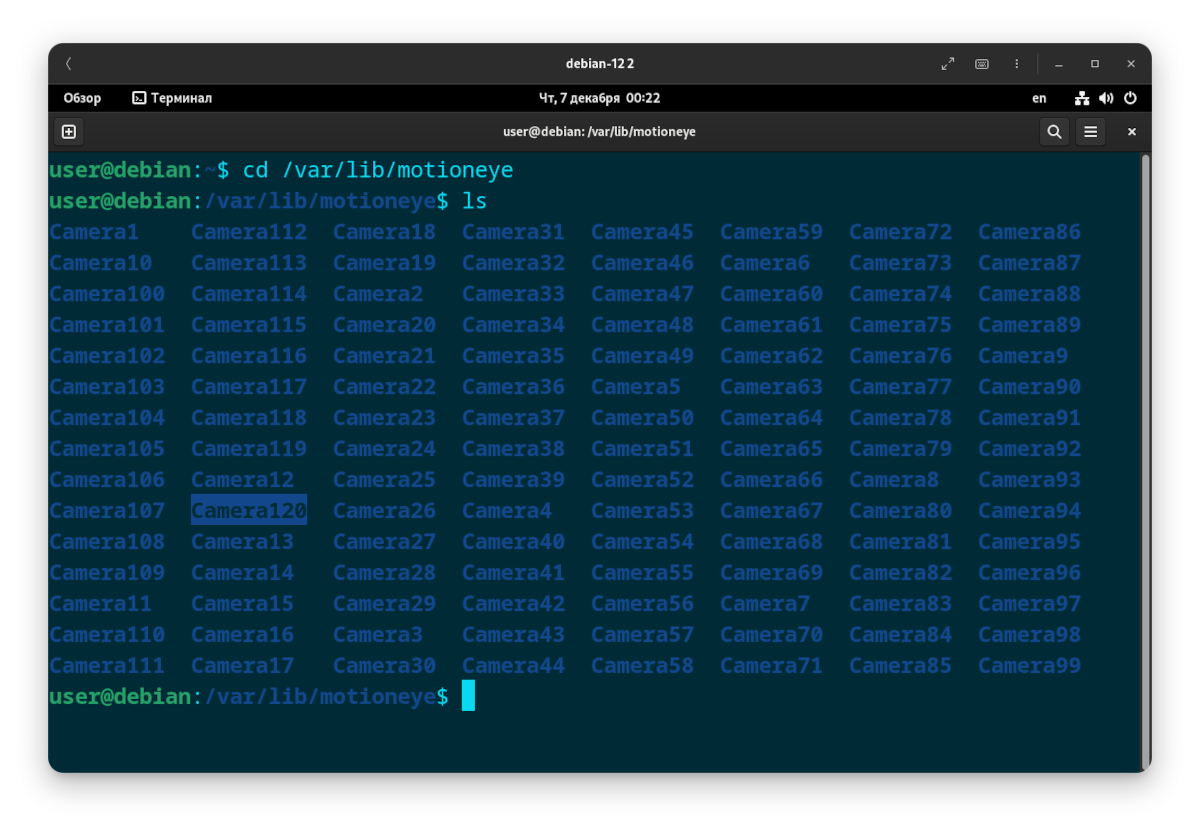 debian-12 2
Обзор Терминал Чт, 7 декабря 00:22 en
user@debian: /var/lib/motioneye
user@debian:~$ cd /var/lib/motioneye
user@debian:/var/lib/motioneye$ ls
Camera1 Camera112 Camera18 Camera31 Camera45 Camera59 Camera72 Camera86
Camera10 Camera113 Camera19 Camera32 Camera46 Camera6 Camera73 Camera87
Camera100 Camera114 Camera2 Camera33 Camera47 Camera60 Camera74 Camera88
Camera101 Camera115 Camera20 Camera34 Camera48 Camera61 Camera75 Camera89
Camera102 Camera116 Camera21 Camera35 Camera49 Camera62 Camera76 Camera9
Camera103 Camera117 Camera22 Camera36 Camera5 Camera63 Camera77 Camera90
Camera104 Camera118 Camera23 Camera37 Camera50 Camera64 Camera78 Camera91
Camera105 Camera119 Camera24 Camera38 Camera51 Camera65 Camera79 Camera92
Camera106 Camera12 Camera25 Camera39 Camera52 Camera66 Camera8 Camera93
Camera107 Camera120 Camera26 Camera4 Camera53 Camera67 Camera80 Camera94
Camera108 Camera13 Camera27 Camera40 Camera54 Camera68 Camera81 Camera95
Camera109 Camera14 Camera28 Camera41 Camera55 Camera69 Camera82 Camera96
Camera11 Camera15 Camera29 Camera42 Camera56 Camera7 Camera83 Camera97
Camera110 Camera16 Camera3 Camera43 Camera57 Camera70 Camera84 Camera98
Camera111 Camera17 Camera30 Camera44 Camera58 Camera71 Camera85 Camera99
user@debian:/var/lib/motioneye$